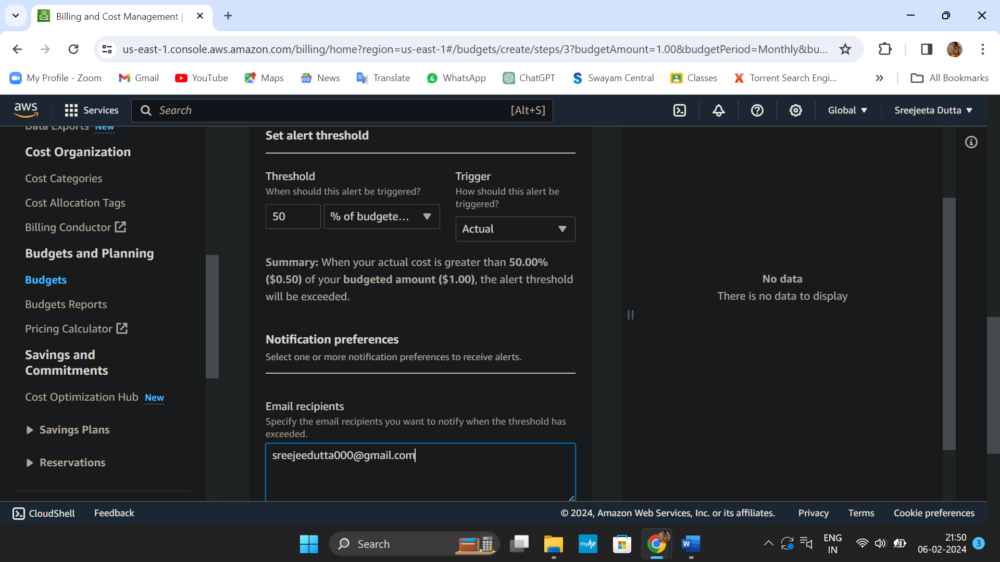 Billing and Cost Management |
us-east-1.console.aws.amazon.com/billing/home?region=us-east-1#/budgets/create/steps/3?budgetAmount=1.00&budgetPeriod=Monthly&bu...
My Profile - Zoom
Gmail
YouTube
Maps
News
Translate
WhatsApp
ChatGPT
Swayam Central
Classes
Torrent Search Engi...
All Bookmarks
aws
Services
Search
[Alt+S]
Global
Sreejeeta Dutta
Data Exports New
Cost Organization
Cost Categories
Cost Allocation Tags
Billing Conductor
Budgets and Planning
Budgets
Budgets Reports
Pricing Calculator
Savings and
Commitments
Cost Optimization Hub New
Savings Plans
Reservations
Set alert threshold
Threshold
When should this alert be triggered?
50
% of budgete...
Trigger
How should this alert be
triggered?
Actual
Summary: When your actual cost is greater than 50.00%
($0.50) of your budgeted amount ($1.00), the alert threshold
will be exceeded.
Notification preferences
Select one or more notification preferences to receive alerts.
Email recipients
Specify the email recipients you want to notify when the threshold has
exceeded.
sreejeedutta000@gmail.com
No data
There is no data to display
CloudShell
Feedback
© 2024, Amazon Web Services, Inc. or its affiliates.
Privacy
Terms
Cookie preferences
Search
myhp
W
ENG
IN
21:50
06-02-2024
3